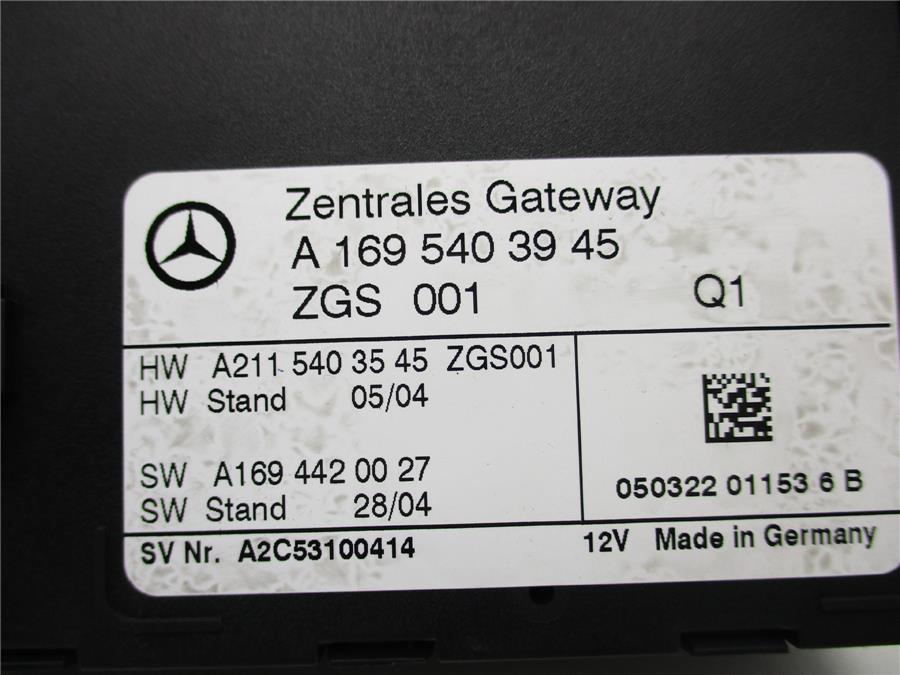 Zentrales Gateway
A 169 540 39 45
ZGS 001 Q1
HW A211 540 35 45 ZGS001
HW Stand 05/04
SW A169 442 00 27
SW Stand 28/04
050322 01153 6 B
SV Nr. A2C53100414
12V Made in Germany